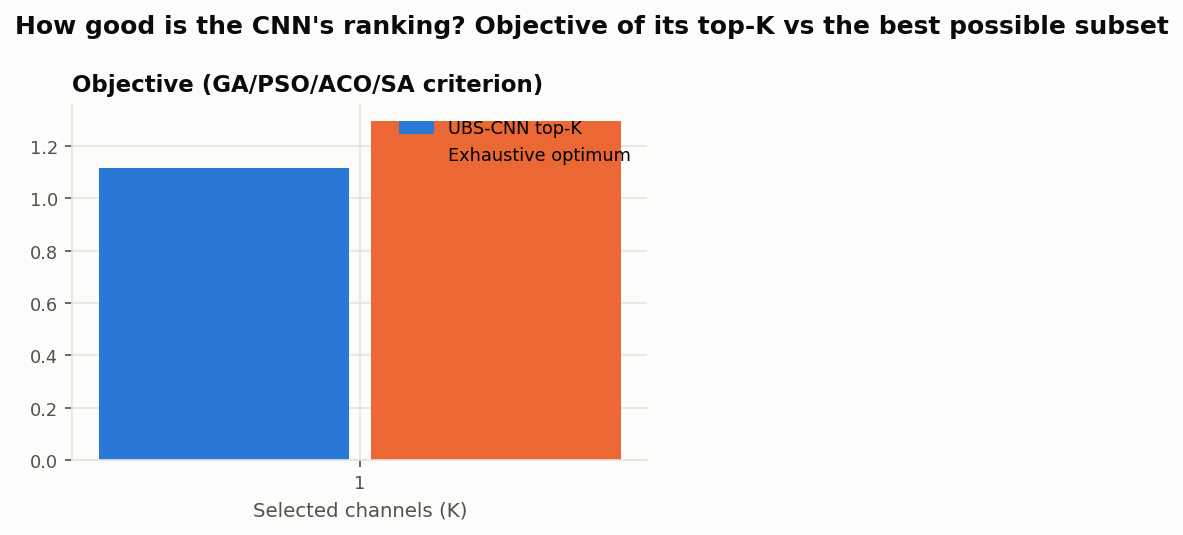 How good is the CNN's ranking? Objective of its top-K vs the best possible subset
Objective (GA/PSO/ACO/SA criterion)
UBS-CNN top-K
Exhaustive optimum
1.2
1.0
0.8
0.6
0.4
0.2
0.0
1
Selected channels (K)